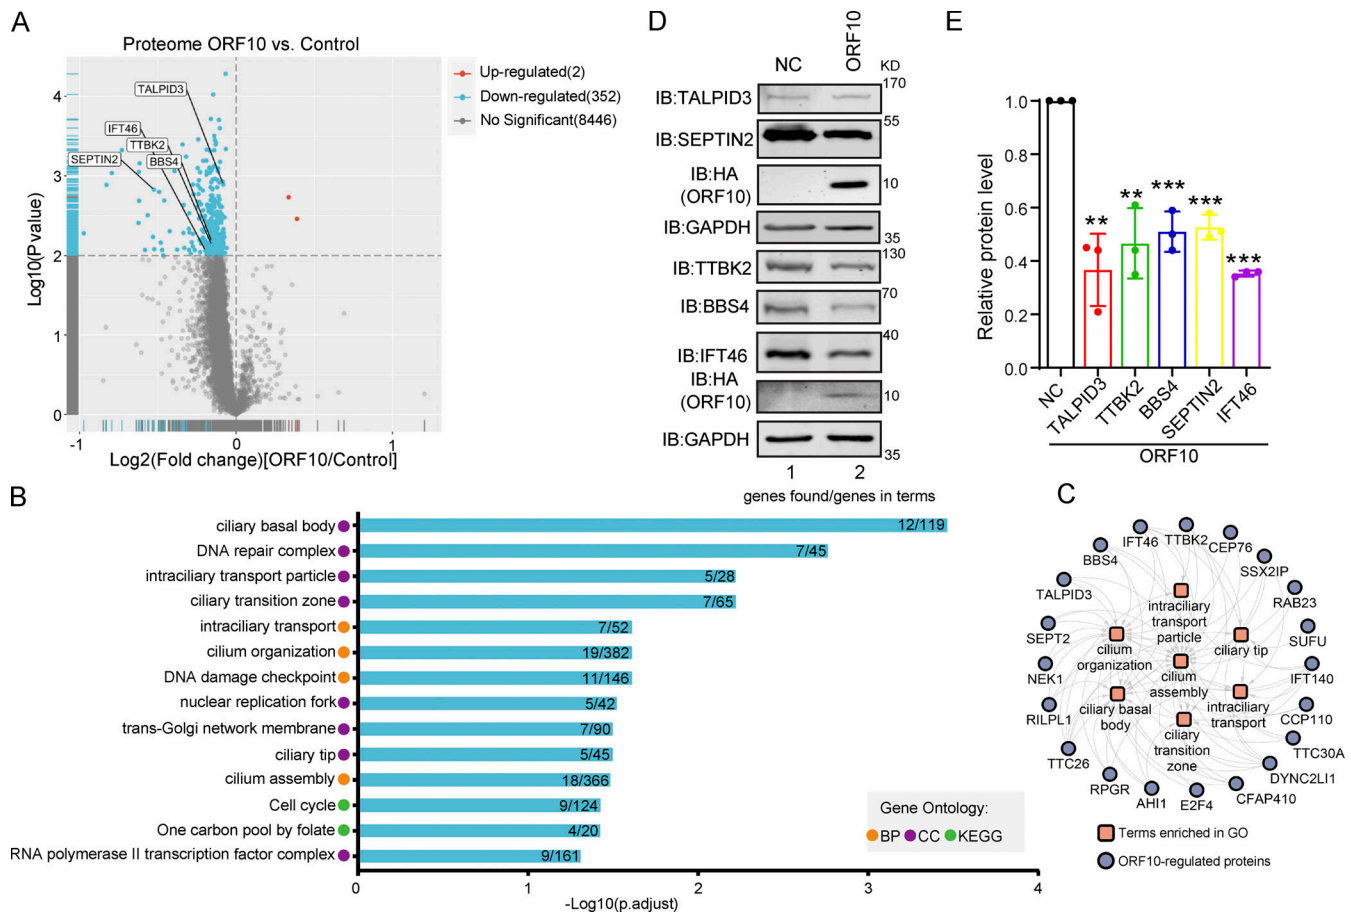 A
Proteome ORF10 vs. Control
Up-regulated(2)
Down-regulated(352)
No Significant(8446)
TALPID3
IFT46
TTBK2
SEPTIN2
BBS4
Log10(P value)
4
3
2
1
0
-1
0
1
Log2(Fold change)[ORF10/Control]
D
NC
ORF10
KD
170
IB:TALPID3
55
IB:SEPTIN2
IB:HA
(ORF10)
10
IB:GAPDH
35
130
IB:TTBK2
70
IB:BBS4
40
IB:IFT46
IB:HA
(ORF10)
10
IB:GAPDH
35
1
2
E
Relative protein level
1.0
0.8
0.6
0.4
0.2
0.0
**
**
***
***
***
NC
TALPID3
TTBK2
BBS4
SEPTIN2
IFT46
ORF10
B
genes found/genes in terms
ciliary basal body
12/119
DNA repair complex
7/45
intraciliary transport particle
5/28
ciliary transition zone
7/65
intraciliary transport
7/52
cilium organization
19/382
DNA damage checkpoint
11/146
nuclear replication fork
5/42
trans-Golgi network membrane
7/90
ciliary tip
5/45
cilium assembly
18/366
Cell cycle
9/124
One carbon pool by folate
4/20
RNA polymerase II transcription factor complex
9/161
Gene Ontology:
BP
CC
KEGG
0
1
2
3
4
-Log10(p.adjust)
C
IFT46
TTBK2
CEP76
BBS4
SSX2IP
TALPID3
RAB23
SEPT2
SUFU
NEK1
IFT140
RILPL1
CCP110
TTC26
TTC30A
RPGR
DYNC2LI1
AHI1
E2F4
CFAP410
intraciliary
transport
particle
cilium
organization
ciliary tip
cilium
assembly
ciliary basal
body
intraciliary
transport
ciliary
transition
zone
Terms enriched in GO
ORF10-regulated proteins